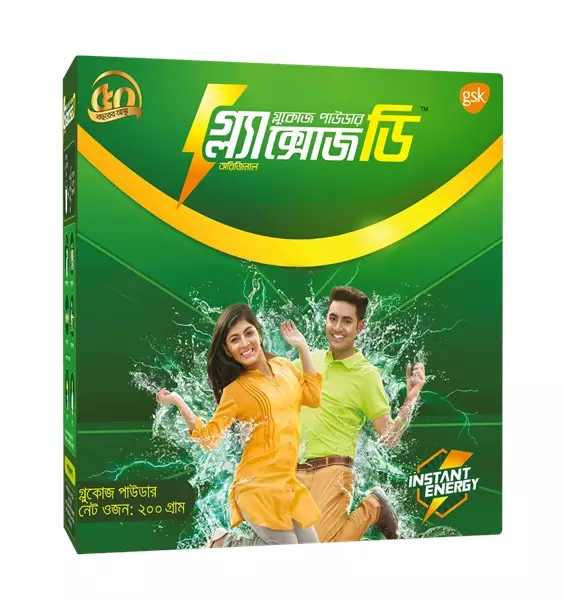 ৫০
বছরের আস্থা
গ্লুকোজ পাউডার
গ্ল্যাক্সোজ ডি
™
অরিজিনাল
gsk
INSTANT
ENERGY
গ্লুকোজ পাউডার
নেট ওজন: ২০০ গ্রাম